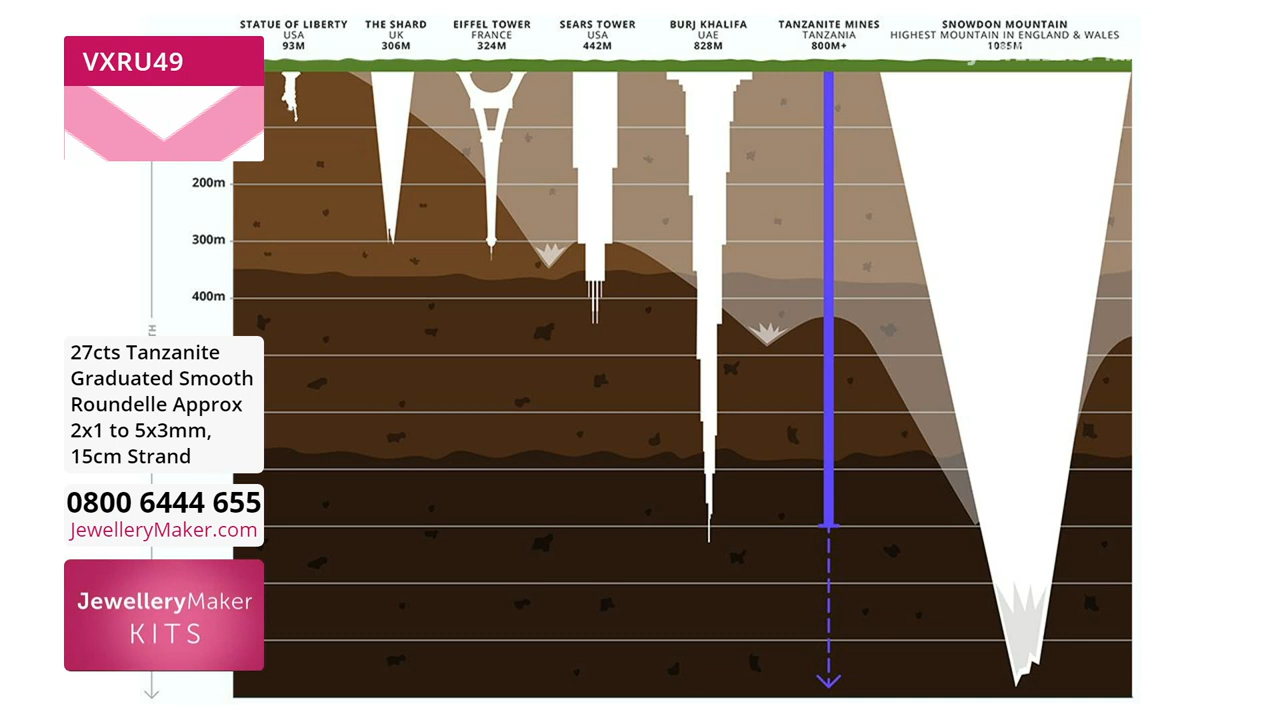 STATUE OF LIBERTY
USA
93M
THE SHARD
UK
306M
EIFFEL TOWER
FRANCE
324M
SEARS TOWER
USA
442M
BURJ KHALIFA
UAE
828M
TANZANITE MINES
TANZANIA
800M+
SNOWDON MOUNTAIN
HIGHEST MOUNTAIN IN ENGLAND & WALES
1085M
VXRU49
200m
300m
400m
27cts Tanzanite
Graduated Smooth
Roundelle Approx
2x1 to 5x3mm,
15cm Strand
0800 6444 655
JewelleryMaker.com
JewelleryMaker
KITS